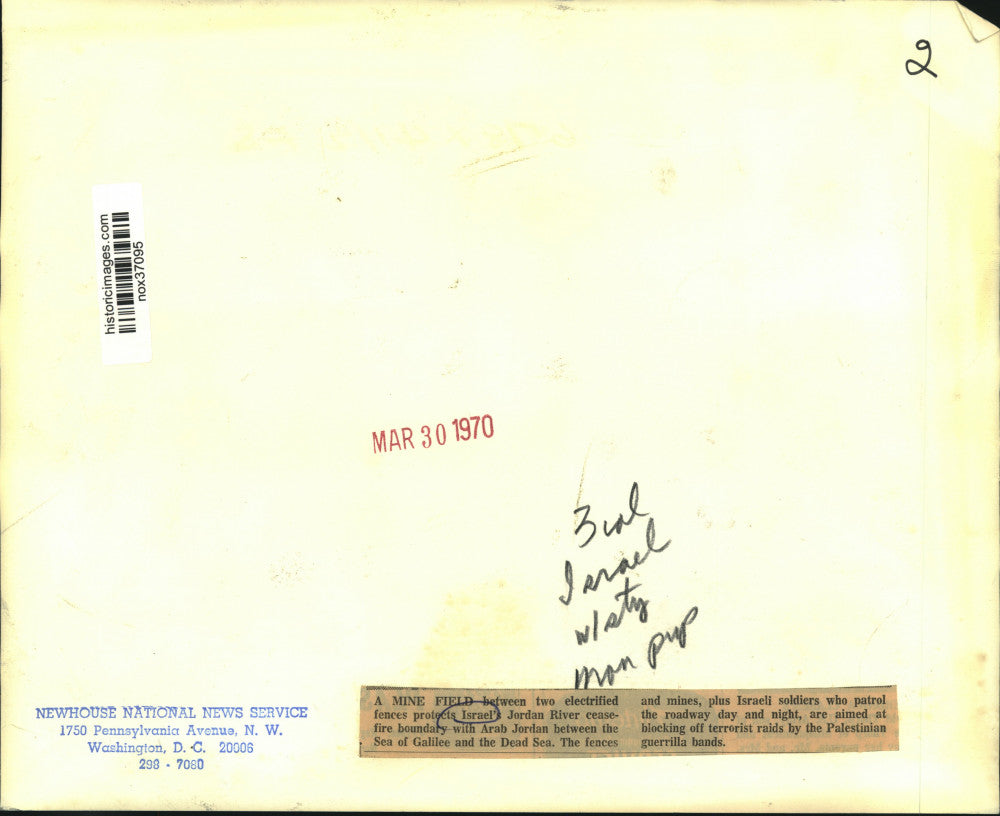 2
historicimages.com
nox37095
MAR 30 1970
3 col
Israel
w/sty
mon pup
A MINE FIELD between two electrified
fences protects Israel's Jordan River cease-
fire boundary with Arab Jordan between the
Sea of Galilee and the Dead Sea. The fences
and mines, plus Israeli soldiers who patrol
the roadway day and night, are aimed at
blocking off terrorist raids by the Palestinian
guerrilla bands.
NEWHOUSE NATIONAL NEWS SERVICE
1750 Pennsylvania Avenue, N. W.
Washington, D. C. 20006
298 - 7080